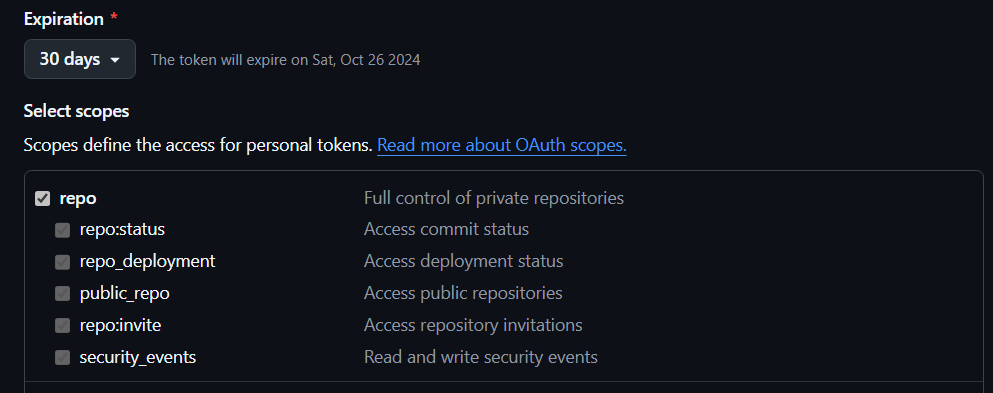 Expiration *
30 days The token will expire on Sat, Oct 26 2024
Select scopes
Scopes define the access for personal tokens. Read more about OAuth scopes.
repo Full control of private repositories
repo:status Access commit status
repo_deployment Access deployment status
public_repo Access public repositories
repo:invite Access repository invitations
security_events Read and write security events